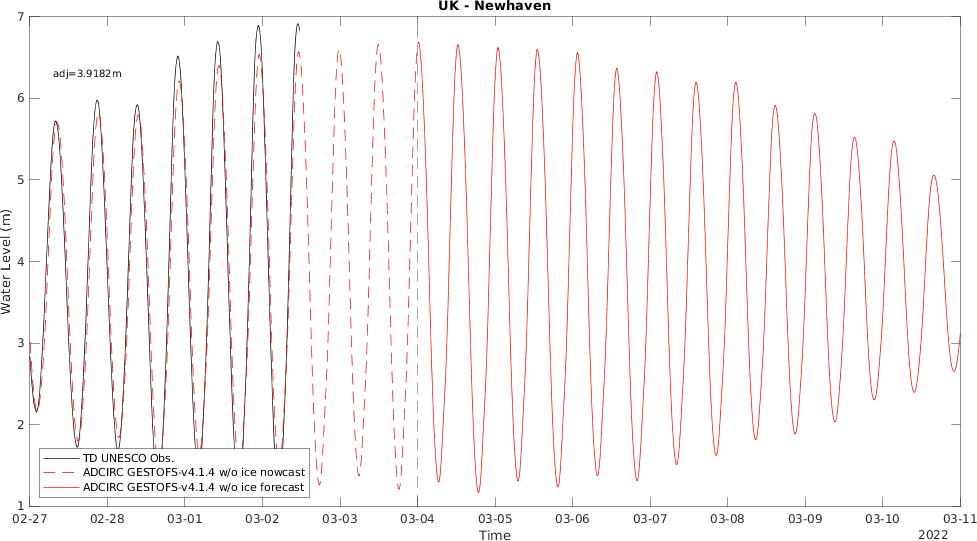 UK - Newhaven
7
6
5
4
3
2
1
Water Level (m)
adj=3.9182m
TD UNESCO Obs.
ADCIRC GESTOFS-v4.1.4 w/o ice nowcast
ADCIRC GESTOFS-v4.1.4 w/o ice forecast
02-27 02-28 03-01 03-02 03-03 03-04 03-05 03-06 03-07 03-08 03-09 03-10 03-11
Time
2022